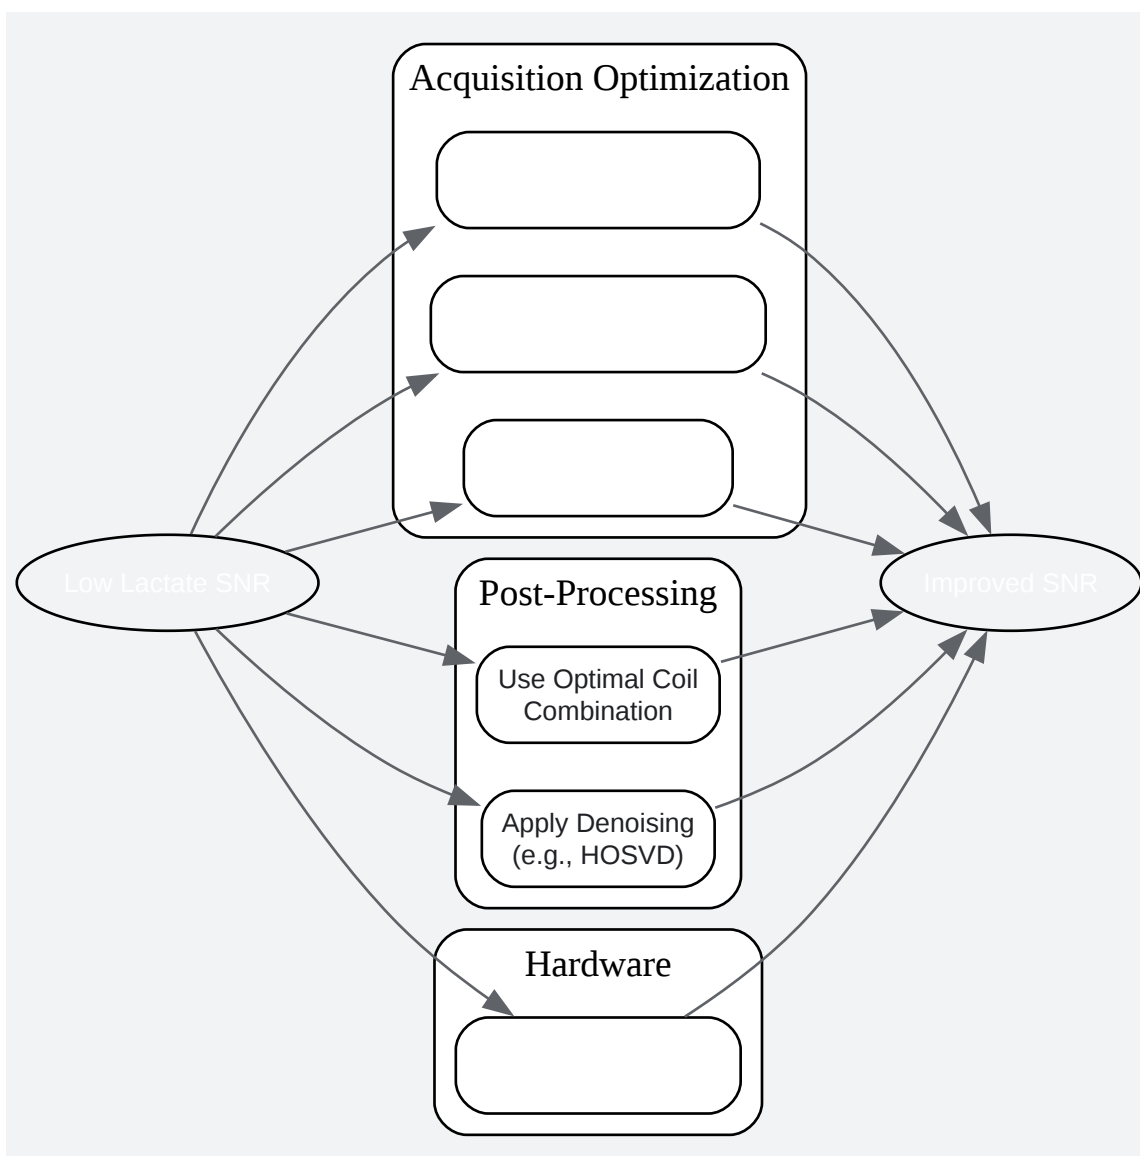 Acquisition Optimization
Low Lactate SNR
Improved SNR
Post-Processing
Use Optimal Coil
Combination
Apply Denoising
(e.g., HOSVD)
Hardware